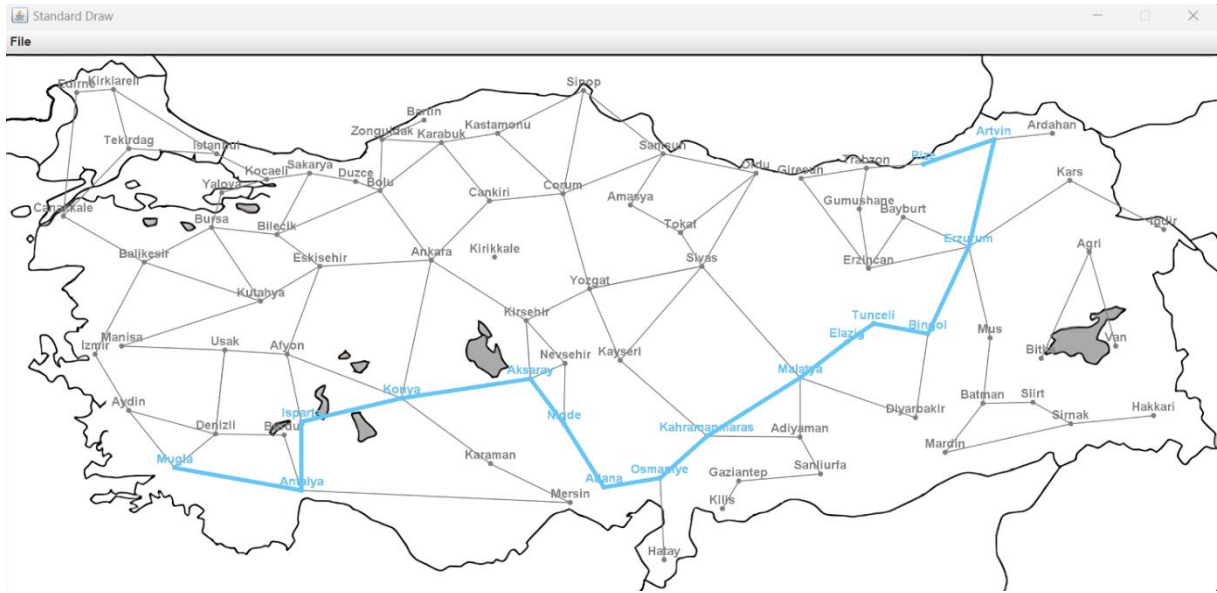 Standard Draw
File
Edirne
Kirklareli
Tekirdag
Istanbul
Kocaeli
Sakarya
Duzce
Yalova
Canakkale
Bursa
Bilecik
Bolu
Zonguldak
Bartin
Karabuk
Kastamonu
Sinop
Samsun
Cankiri
Corum
Amasya
Tokat
Ordu
Giresun
Trabzon
Rize
Artvin
Ardahan
Kars
Igdir
Gumushane
Bayburt
Erzincan
Erzurum
Agri
Balikesir
Eskisehir
Ankara
Kirikkale
Yozgat
Sivas
Kutahya
Manisa
Izmir
Usak
Afyon
Kirsehir
Nevsehir
Kayseri
Aksaray
Tunceli
Elazig
Bingol
Mus
Bitlis
Van
Malatya
Konya
Aydin
Denizli
Isparta
Burdur
Nigde
Kahramanmaras
Adiyaman
Diyarbakir
Batman
Siirt
Sirnak
Hakkari
Mardin
Mugla
Antalya
Karaman
Mersin
Adana
Osmaniye
Gaziantep
Sanliurfa
Kilis
Hatay